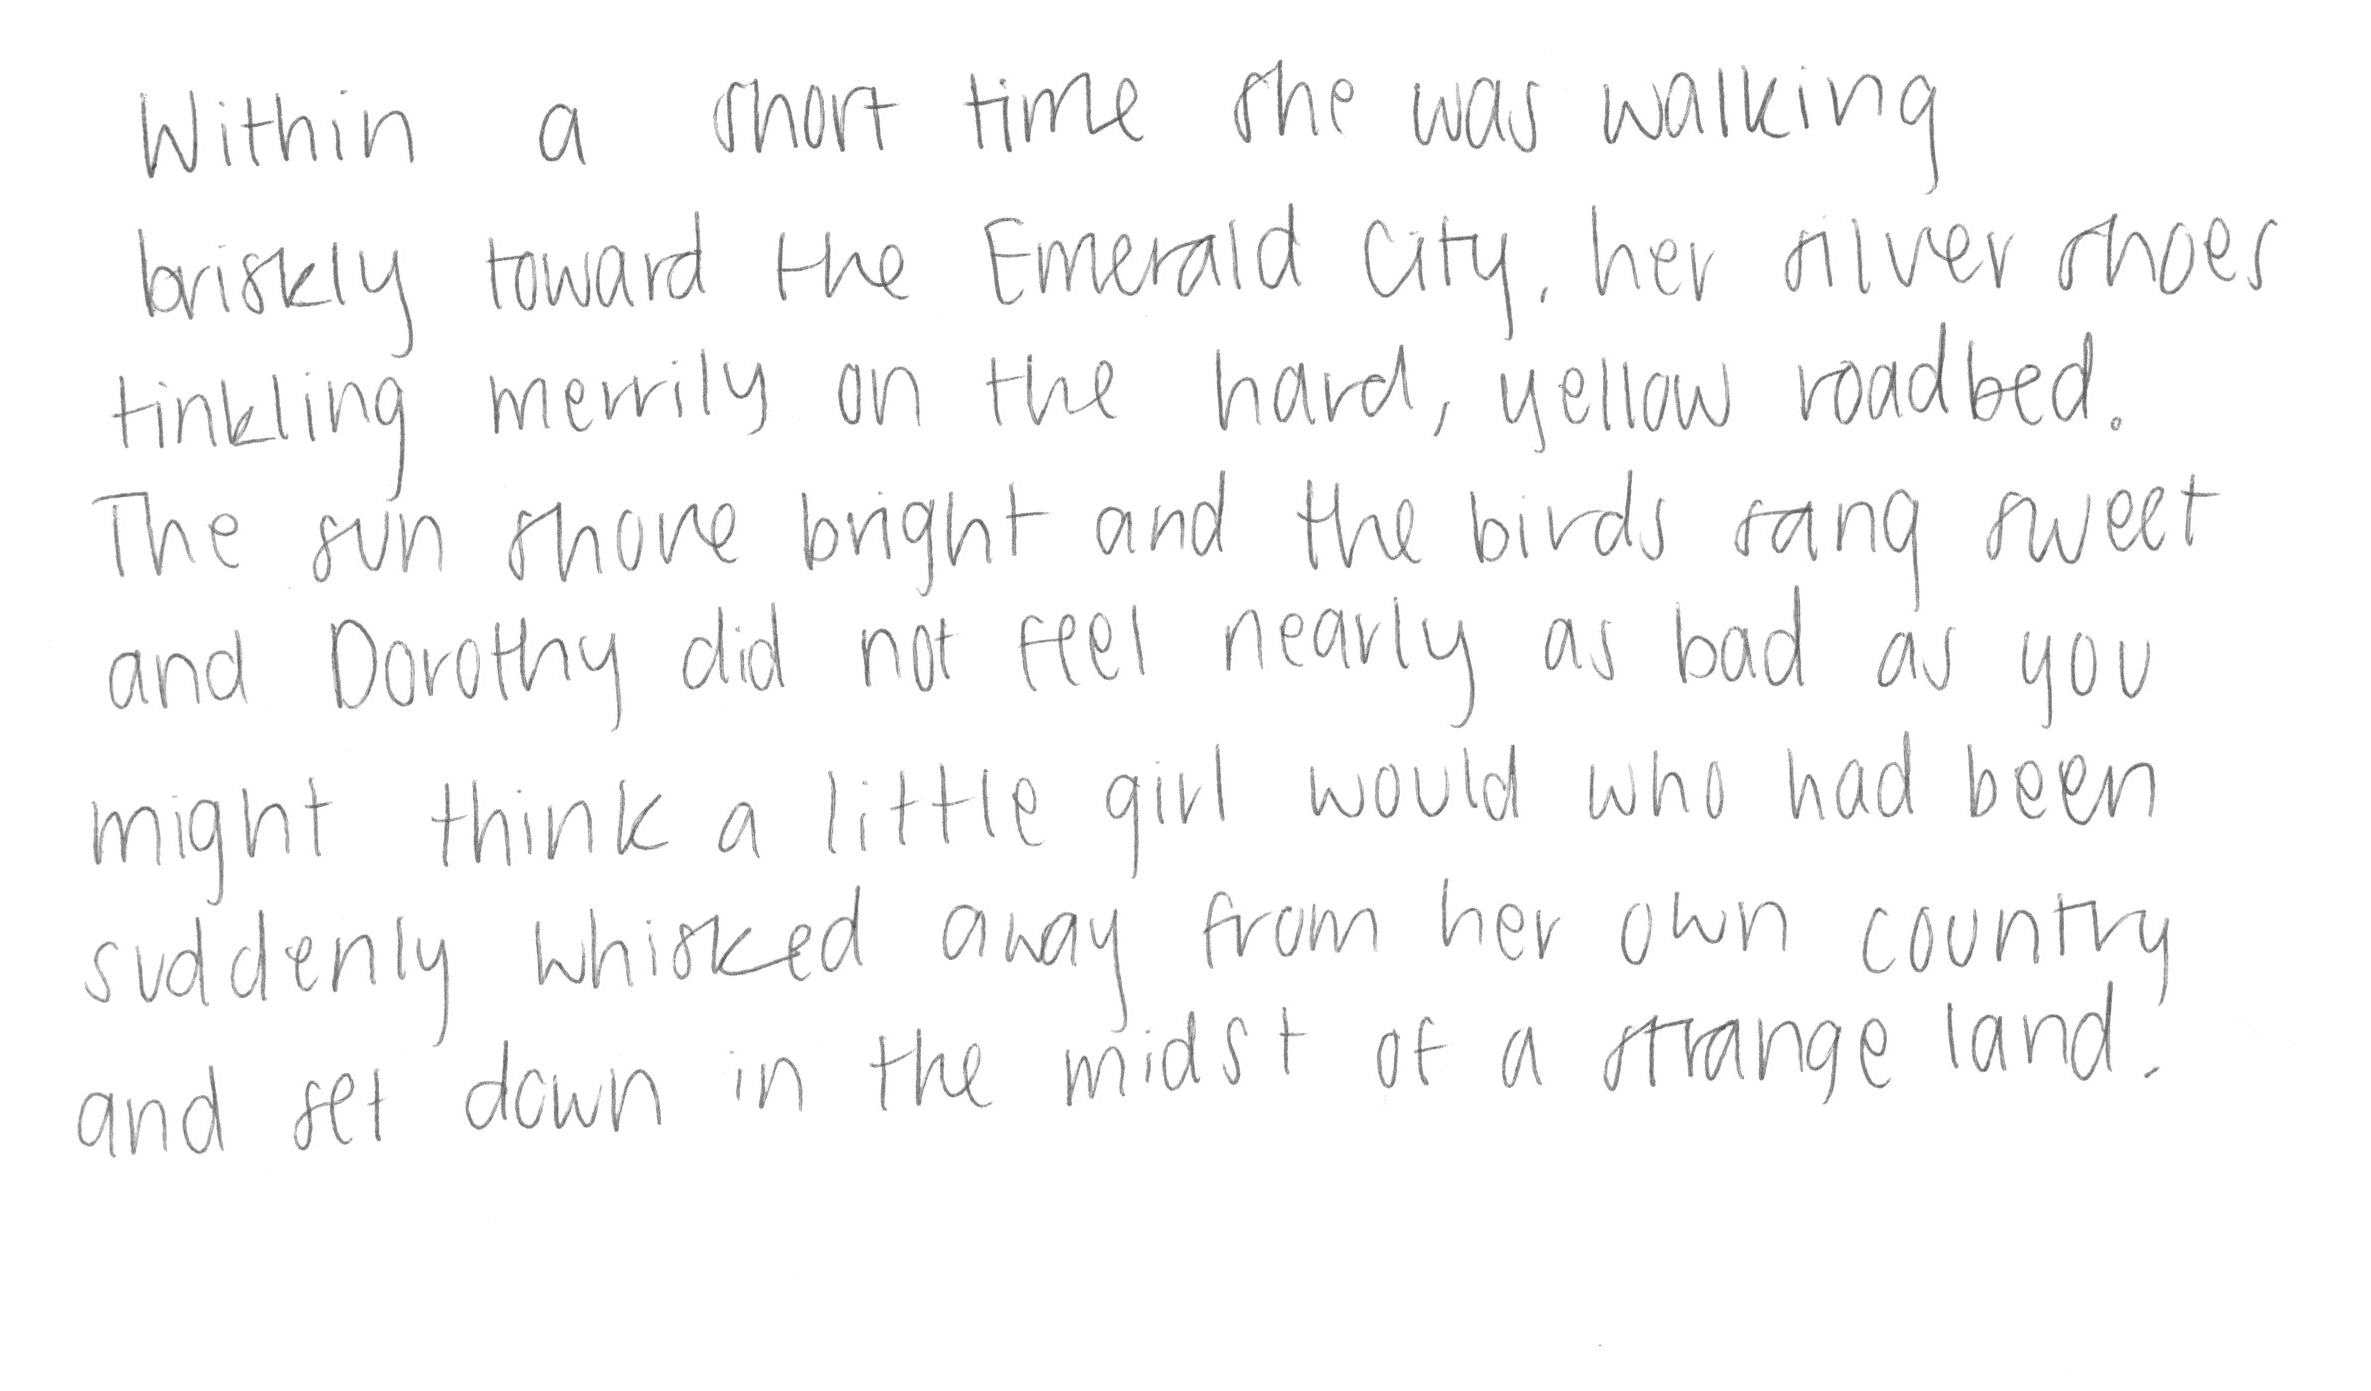 Within a short time she was walking
briskly toward the Emerald City, her silver shoes
tinkling merrily on the hard, yellow roadbed.
The sun shone bright and the birds sang sweet
and Dorothy did not feel nearly as bad as you
might think a little girl would who had been
suddenly whisked away from her own country
and set down in the midst of a strange land.